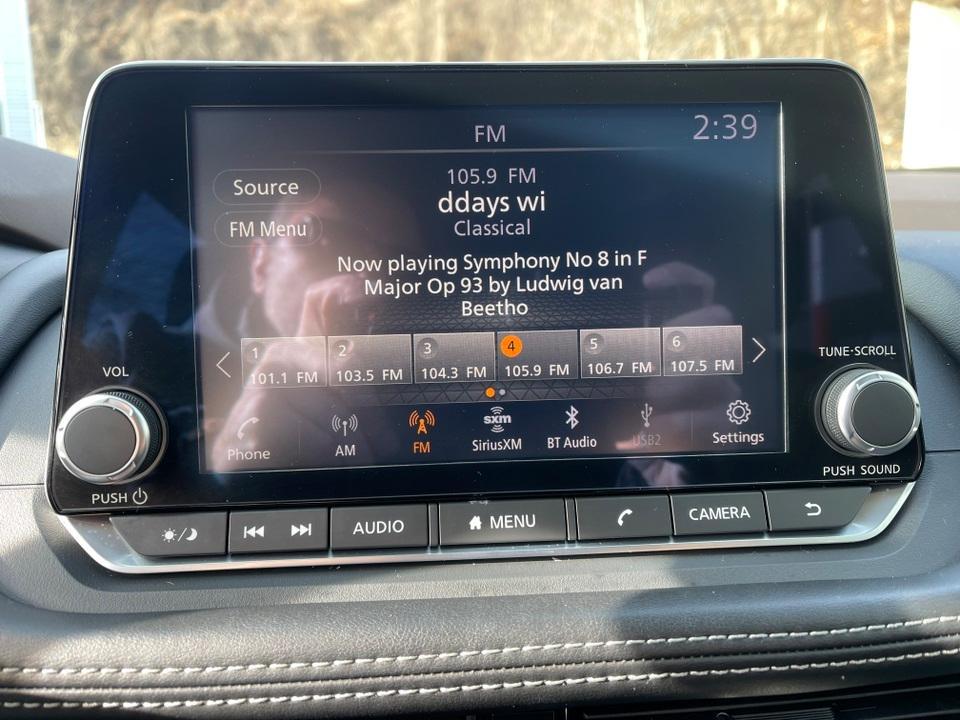 FM
2:39
Source
105.9 FM
ddays wi
FM Menu
Classical
Now playing Symphony No 8 in F
Major Op 93 by Ludwig van
Beetho
1 2 3 4 5 6
101.1 FM 103.5 FM 104.3 FM 105.9 FM 106.7 FM 107.5 FM
sxm
Phone AM FM SiriusXM BT Audio USB2 Settings
VOL
PUSH
TUNE·SCROLL
PUSH SOUND
AUDIO MENU CAMERA